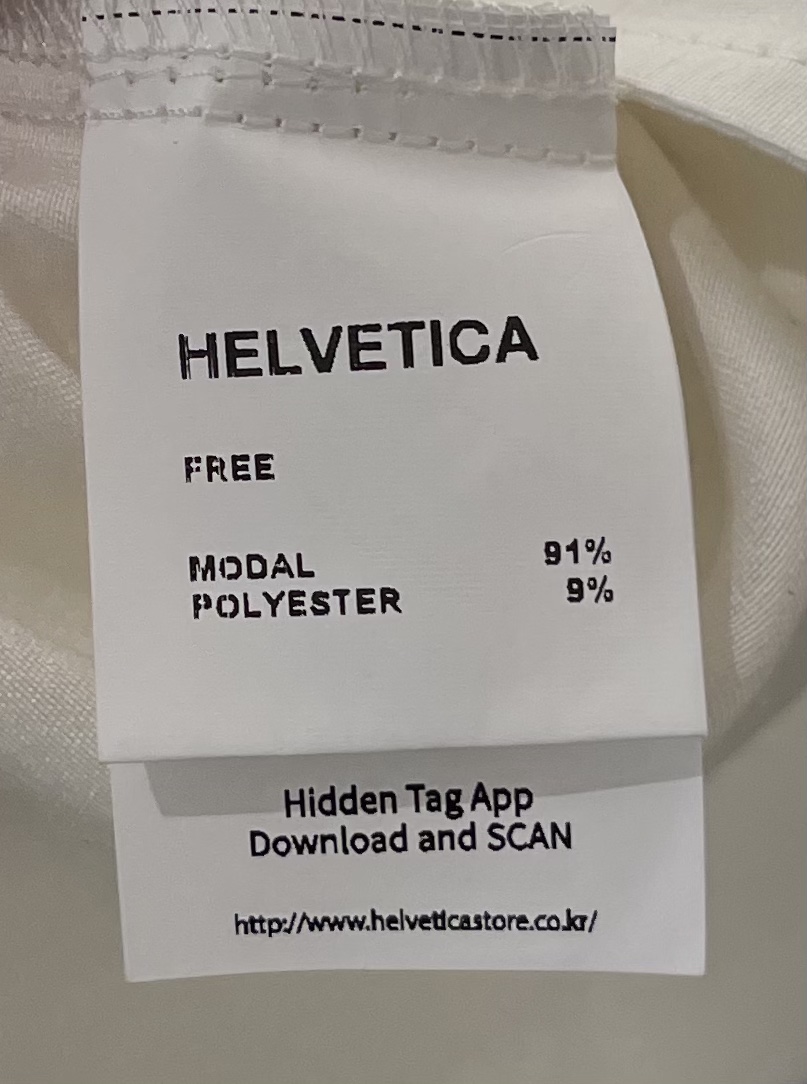 HELVETICA
FREE
MODAL 91%
POLYESTER 9%
Hidden Tag App
Download and SCAN
http://www.helveticastore.co.kr/